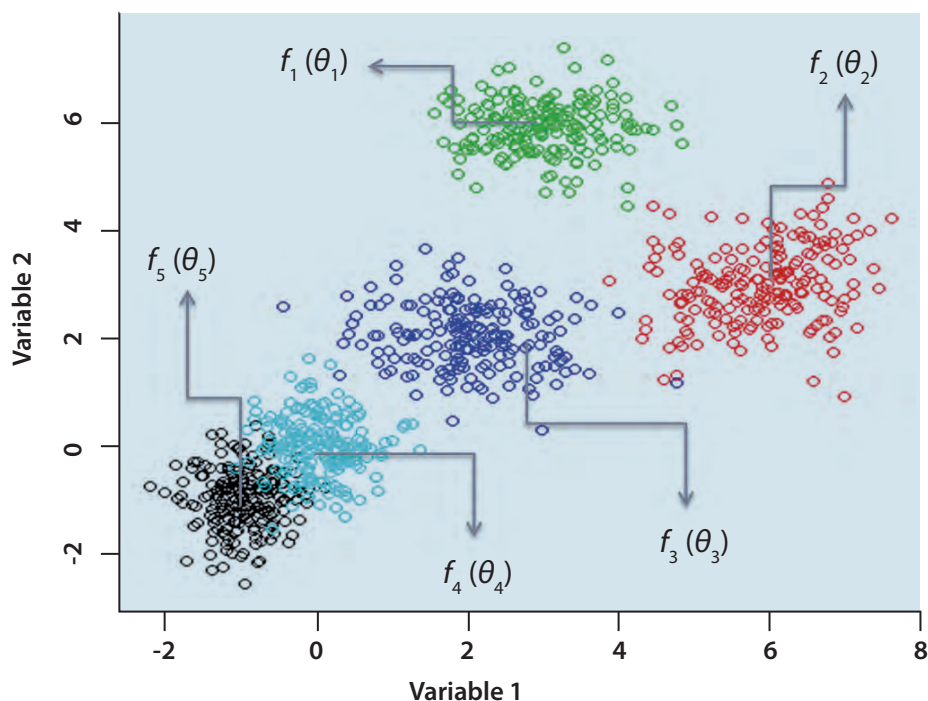 f1 (θ1)
f2 (θ2)
f5 (θ5)
f4 (θ4)
f3 (θ3)
Variable 2
6
4
2
0
-2
-2 0 2 4 6 8
Variable 1